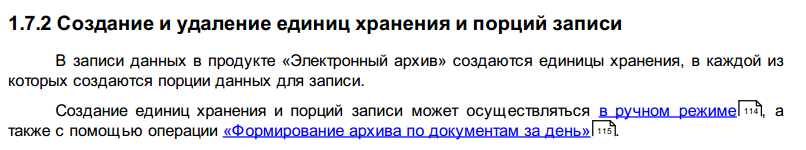 1.7.2 Создание и удаление единиц хранения и порций записи
В записи данных в продукте «Электронный архив» создаются единицы хранения, в каждой из
которых создаются порции данных для записи.
Создание единиц хранения и порций записи может осуществляться в ручном режиме 114, а
также с помощью операции «Формирование архива по документам за день» 115.